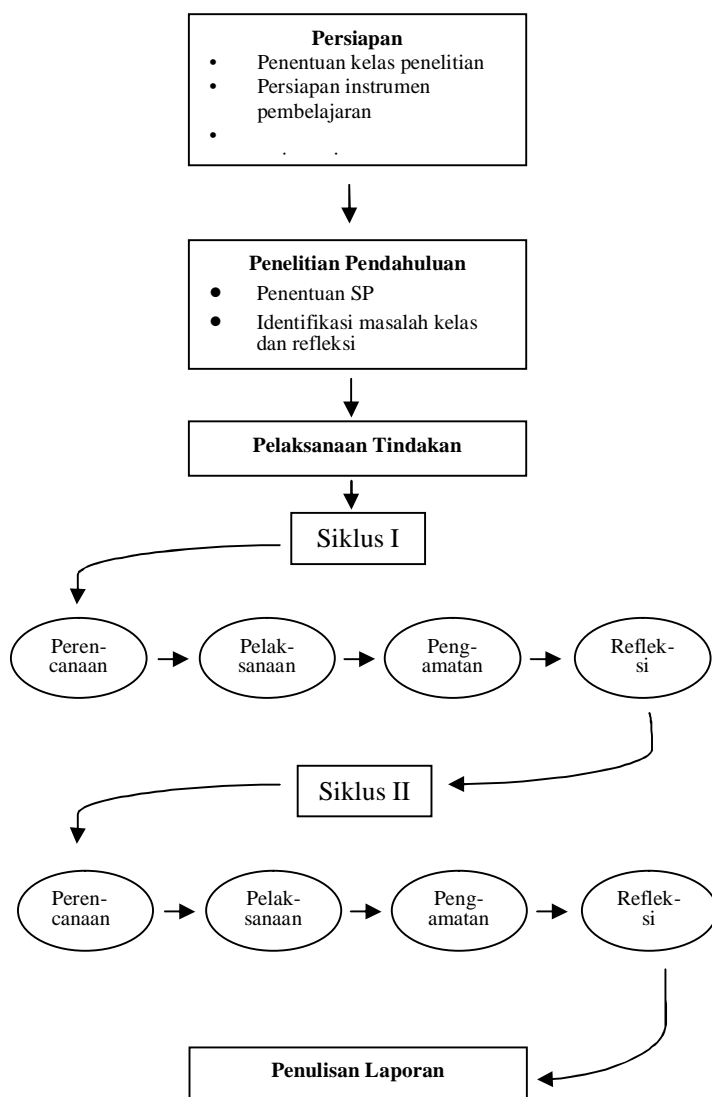 Persiapan
• Penentuan kelas penelitian
• Persiapan instrumen
pembelajaran
•
Penelitian Pendahuluan
● Penentuan SP
● Identifikasi masalah kelas
dan refleksi
Pelaksanaan Tindakan
Siklus I
Peren-
canaan
Pelak-
sanaan
Peng-
amatan
Reflek-
si
Siklus II
Peren-
canaan
Pelak-
sanaan
Peng-
amatan
Reflek-
si
Penulisan Laporan